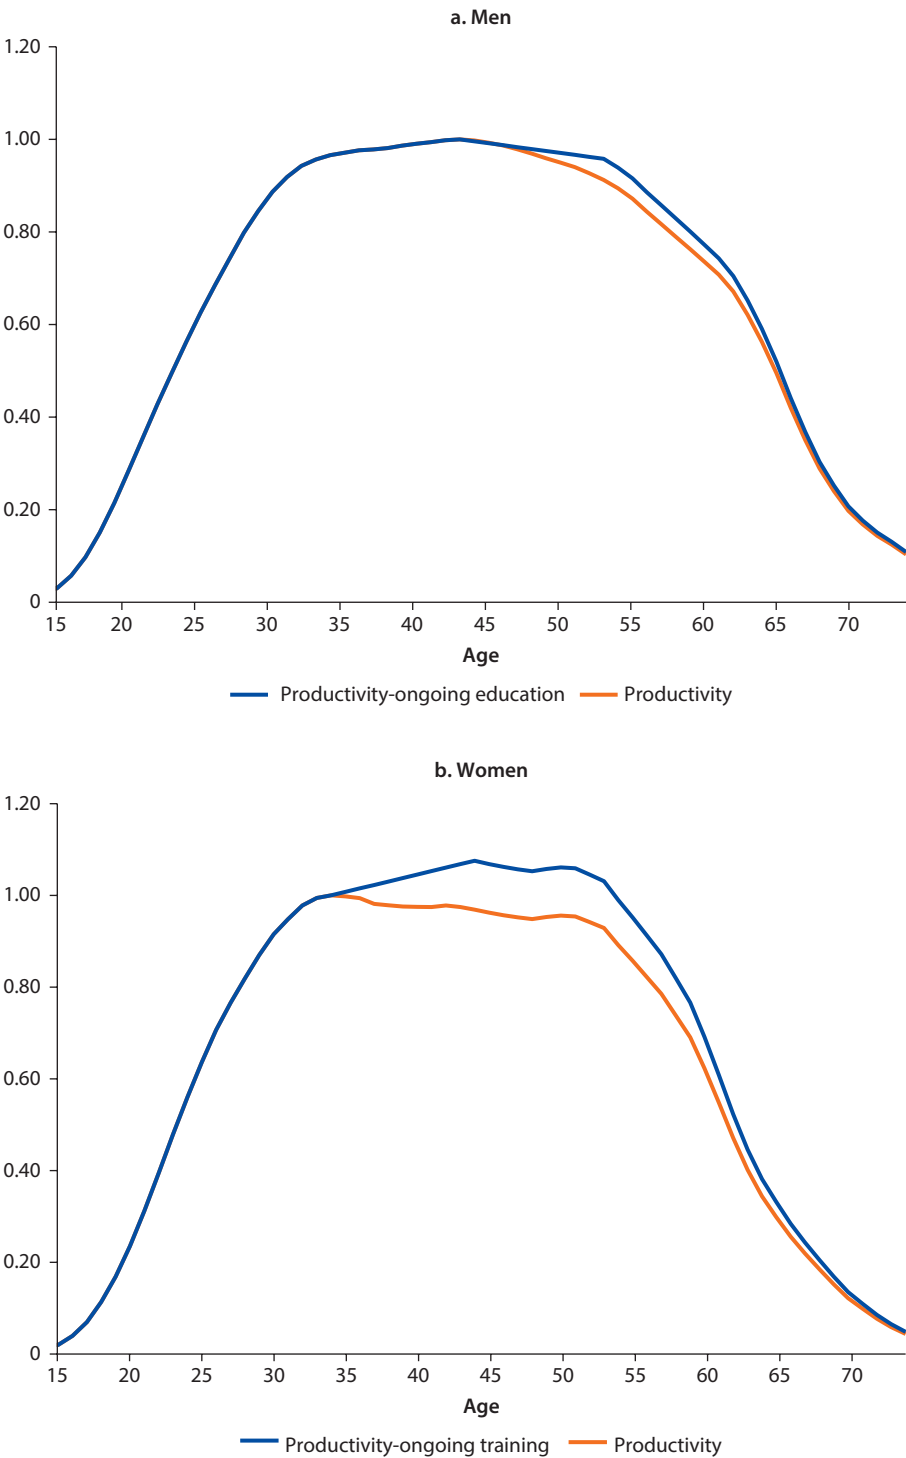 a. Men
1.20
1.00
0.80
0.60
0.40
0.20
0
15 20 25 30 35 40 45 50 55 60 65 70
Age
Productivity-ongoing education Productivity
b. Women
1.20
1.00
0.80
0.60
0.40
0.20
0
15 20 25 30 35 40 45 50 55 60 65 70
Age
Productivity-ongoing training Productivity